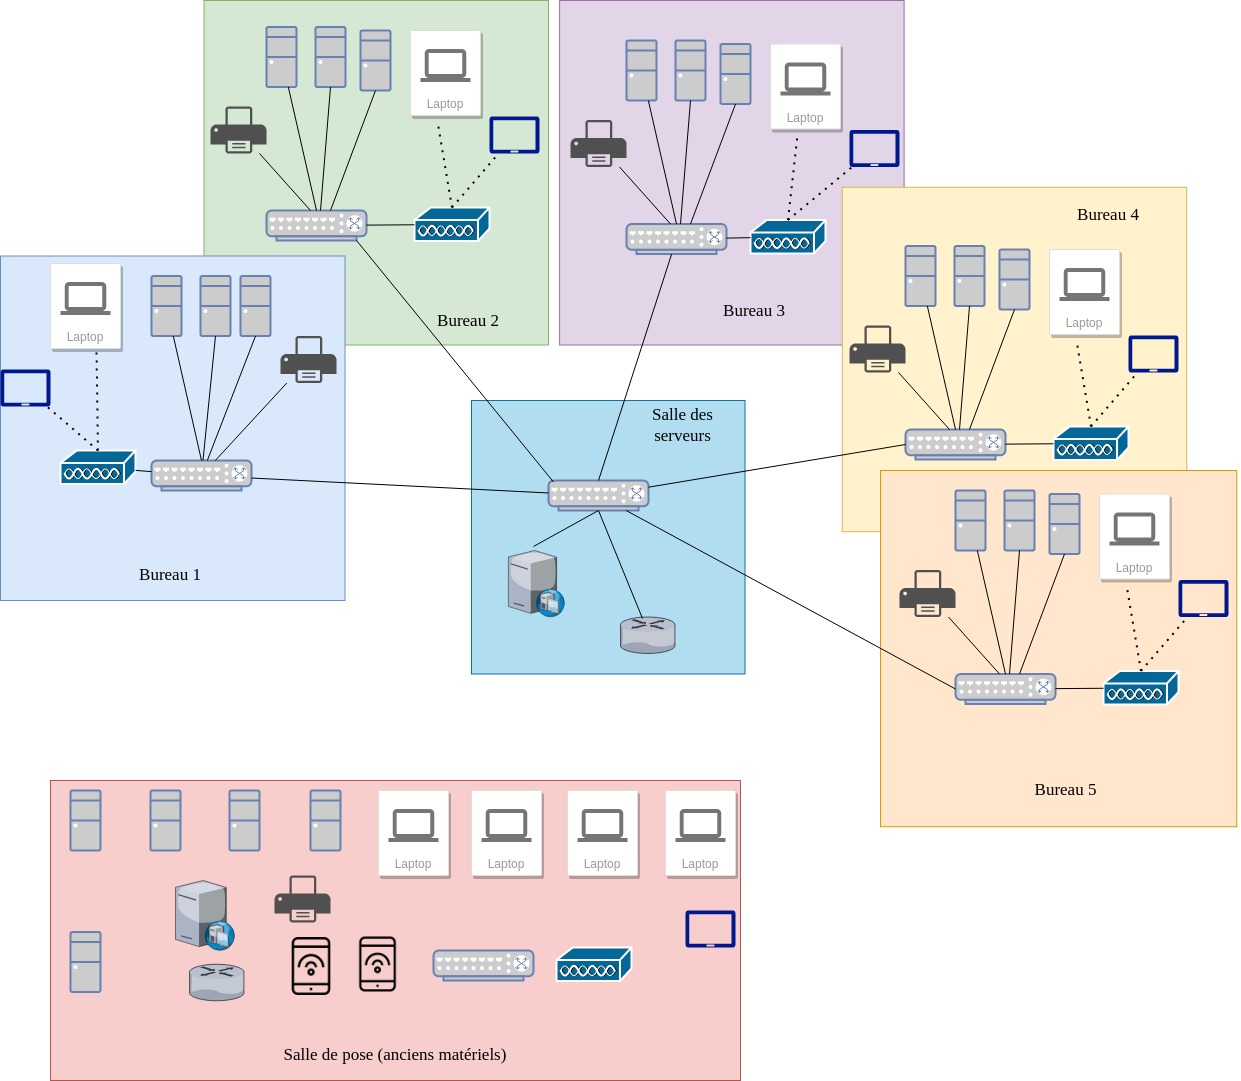 Laptop
Laptop
Bureau 4
Bureau 3
Bureau 2
Laptop
Laptop
Salle des
serveurs
Laptop
Bureau 1
Bureau 5
Laptop
Laptop
Laptop
Laptop
Salle de pose (anciens matériels)